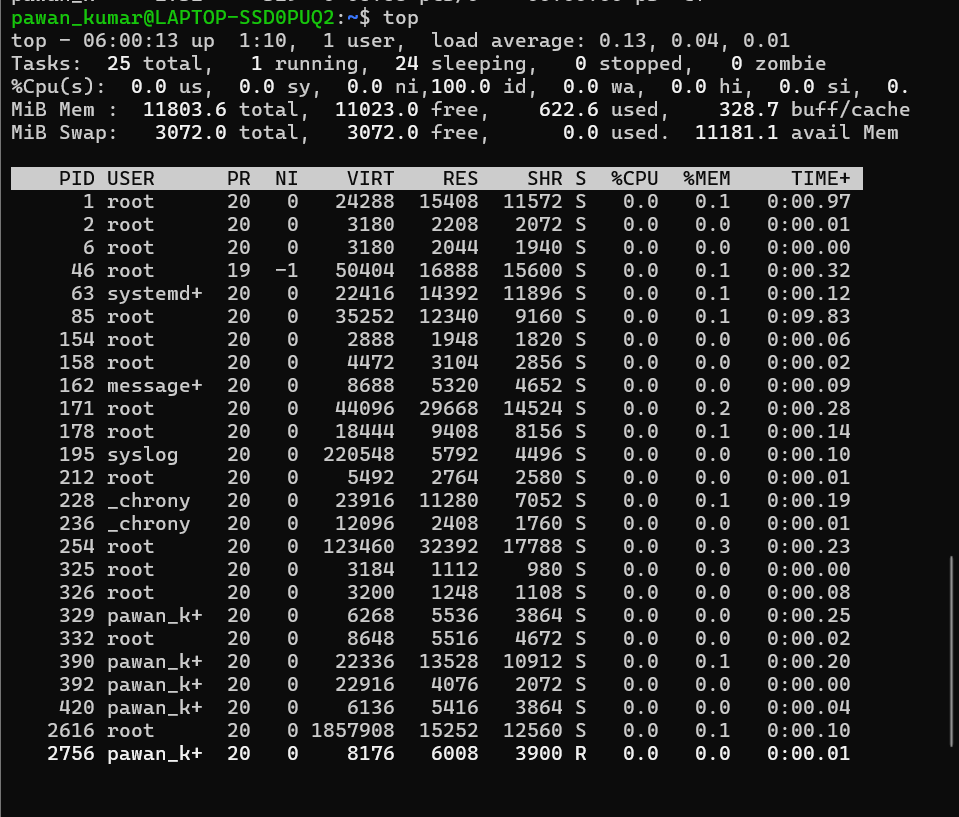 pawan_kumar@LAPTOP-SSD0PUQ2:~$ top
top - 06:00:13 up  1:10,  1 user,  load average: 0.13, 0.04, 0.01
Tasks:  25 total,   1 running,  24 sleeping,   0 stopped,   0 zombie
%Cpu(s):  0.0 us,  0.0 sy,  0.0 ni,100.0 id,  0.0 wa,  0.0 hi,  0.0 si,  0.
MiB Mem :  11803.6 total,  11023.0 free,    622.6 used,    328.7 buff/cache
MiB Swap:   3072.0 total,   3072.0 free,      0.0 used.  11181.1 avail Mem
PID USER      PR  NI    VIRT    RES    SHR S  %CPU  %MEM     TIME+
1 root      20   0   24288  15408  11572 S   0.0   0.1   0:00.97
2 root      20   0    3180   2208   2072 S   0.0   0.0   0:00.01
6 root      20   0    3180   2044   1940 S   0.0   0.0   0:00.00
46 root      19  -1   50404  16888  15600 S   0.0   0.1   0:00.32
63 systemd+  20   0   22416  14392  11896 S   0.0   0.1   0:00.12
85 root      20   0   35252  12340   9160 S   0.0   0.1   0:09.83
154 root      20   0    2888   1948   1820 S   0.0   0.0   0:00.06
158 root      20   0    4472   3104   2856 S   0.0   0.0   0:00.02
162 message+  20   0    8688   5320   4652 S   0.0   0.0   0:00.09
171 root      20   0   44096  29668  14524 S   0.0   0.2   0:00.28
178 root      20   0   18444   9408   8156 S   0.0   0.1   0:00.14
195 syslog    20   0  220548   5792   4496 S   0.0   0.0   0:00.10
212 root      20   0    5492   2764   2580 S   0.0   0.0   0:00.01
228 _chrony   20   0   23916  11280   7052 S   0.0   0.1   0:00.19
236 _chrony   20   0   12096   2408   1760 S   0.0   0.0   0:00.01
254 root      20   0  123460  32392  17788 S   0.0   0.3   0:00.23
325 root      20   0    3184   1112    980 S   0.0   0.0   0:00.00
326 root      20   0    3200   1248   1108 S   0.0   0.0   0:00.08
329 pawan_k+  20   0    6268   5536   3864 S   0.0   0.0   0:00.25
332 root      20   0    8648   5516   4672 S   0.0   0.0   0:00.02
390 pawan_k+  20   0   22336  13528  10912 S   0.0   0.1   0:00.20
392 pawan_k+  20   0   22916   4076   2072 S   0.0   0.0   0:00.00
420 pawan_k+  20   0    6136   5416   3864 S   0.0   0.0   0:00.04
2616 root      20   0 1857908  15252  12560 S   0.0   0.1   0:00.10
2756 pawan_k+  20   0    8176   6008   3900 R   0.0   0.0   0:00.01